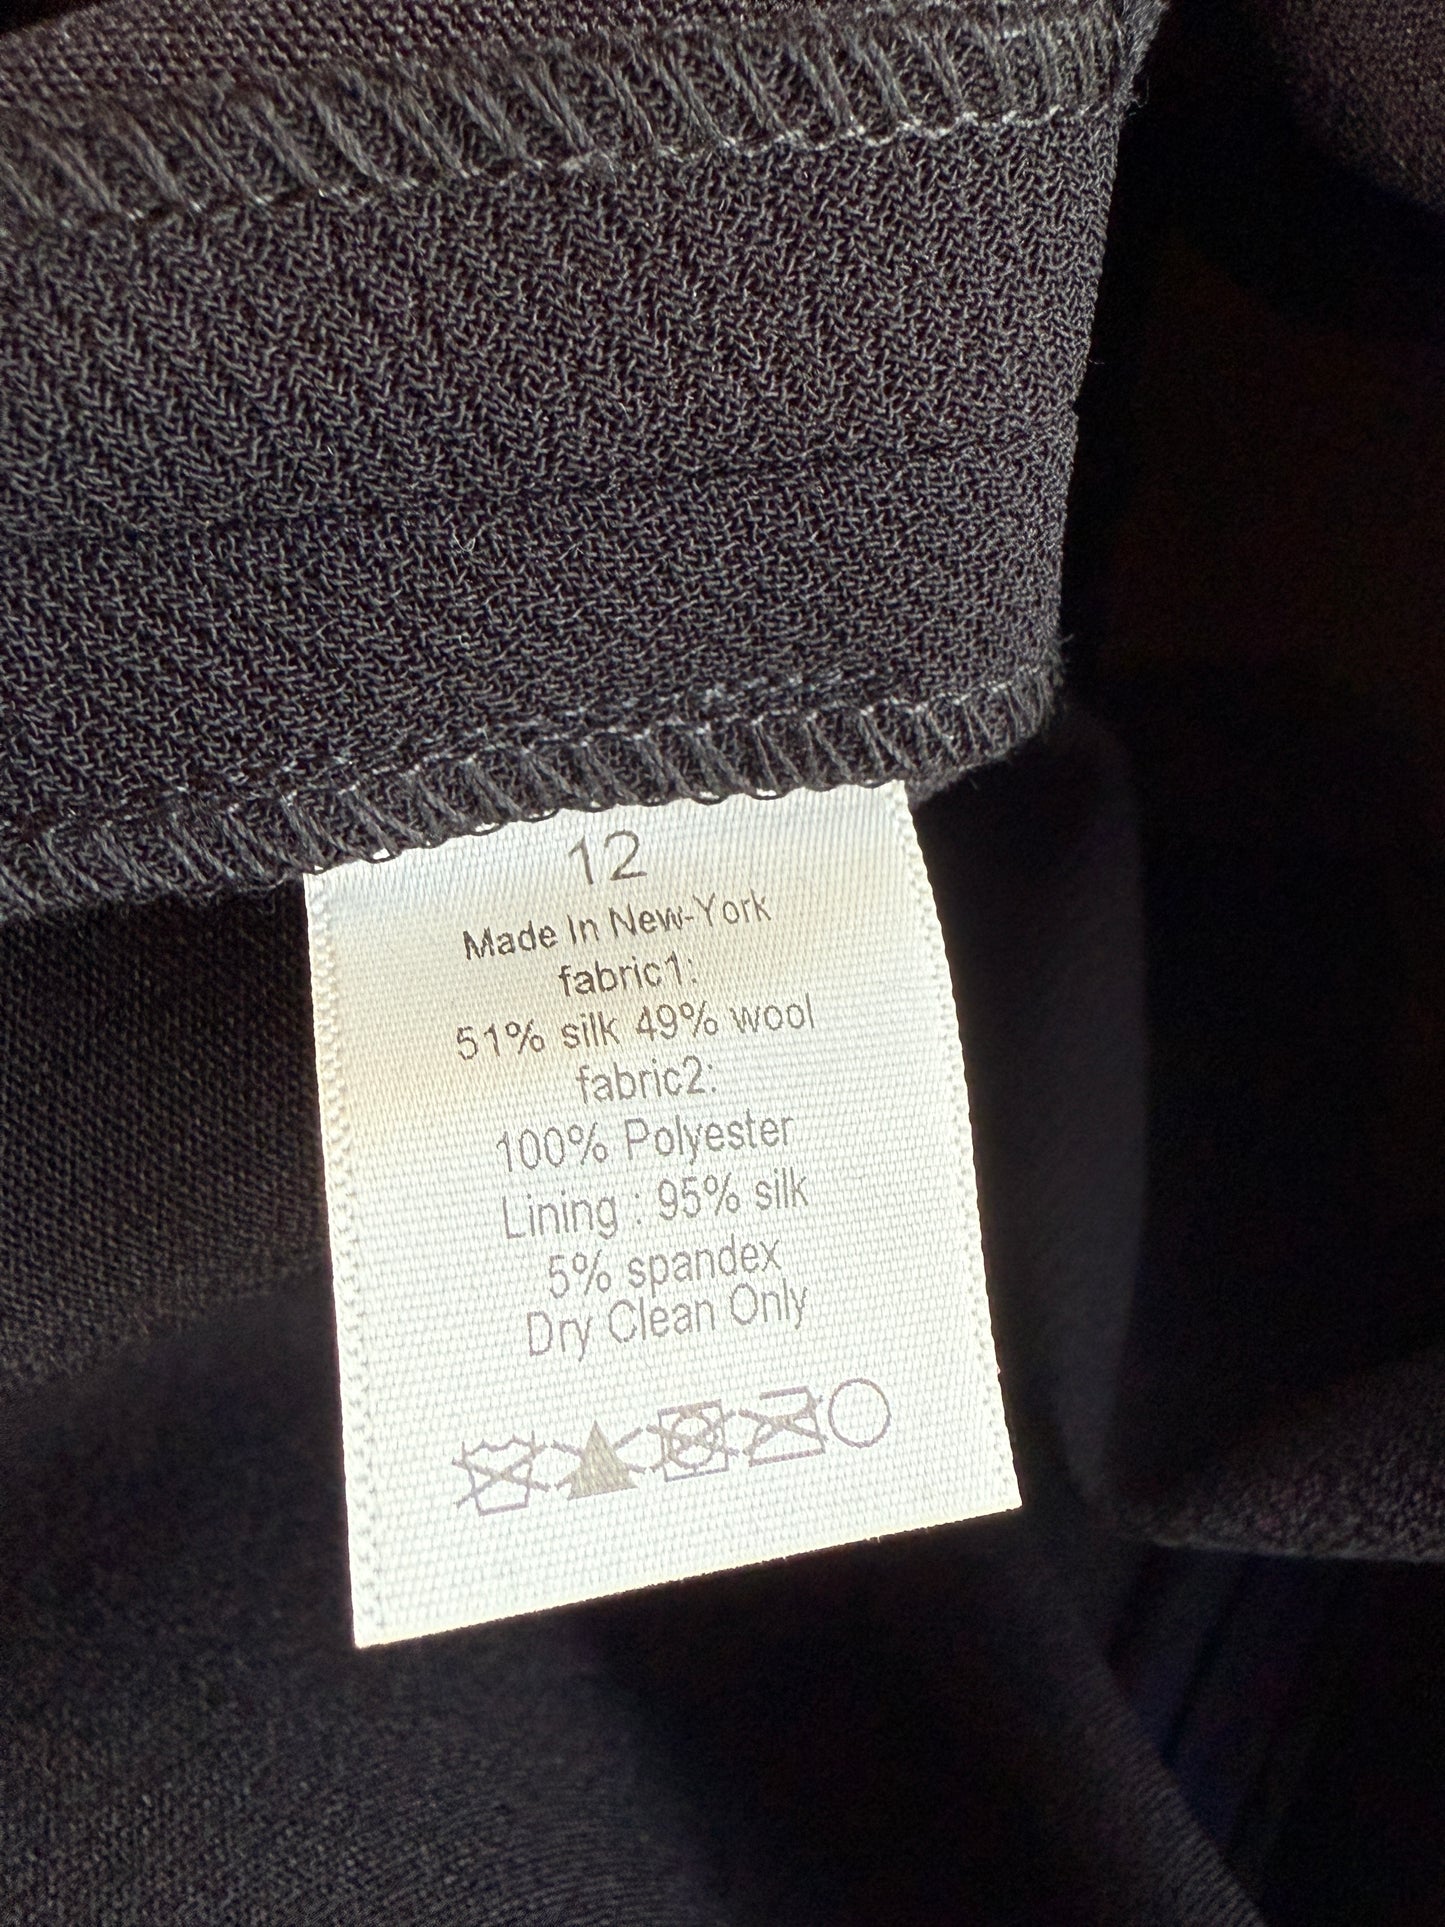 12
Made In New-York
fabric1:
51% silk 49% wool
fabric2:
100% Polyester
Lining : 95% silk
5% spandex
Dry Clean Only